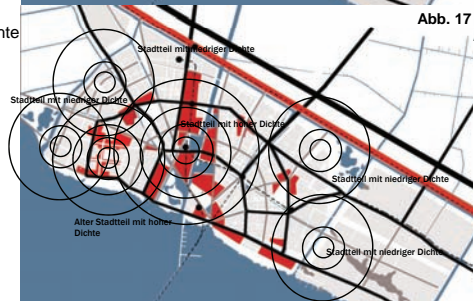 Abb. 17
nte
Stadtteil mit niedriger Dichte
Stadtteil mit niedriger Dichte
Stadtteil mit hoher Dichte
Stadtteil mit niedriger Dichte
Alter Stadtteil mit hoher
Dichte
Stadtteil mit niedriger Dichte